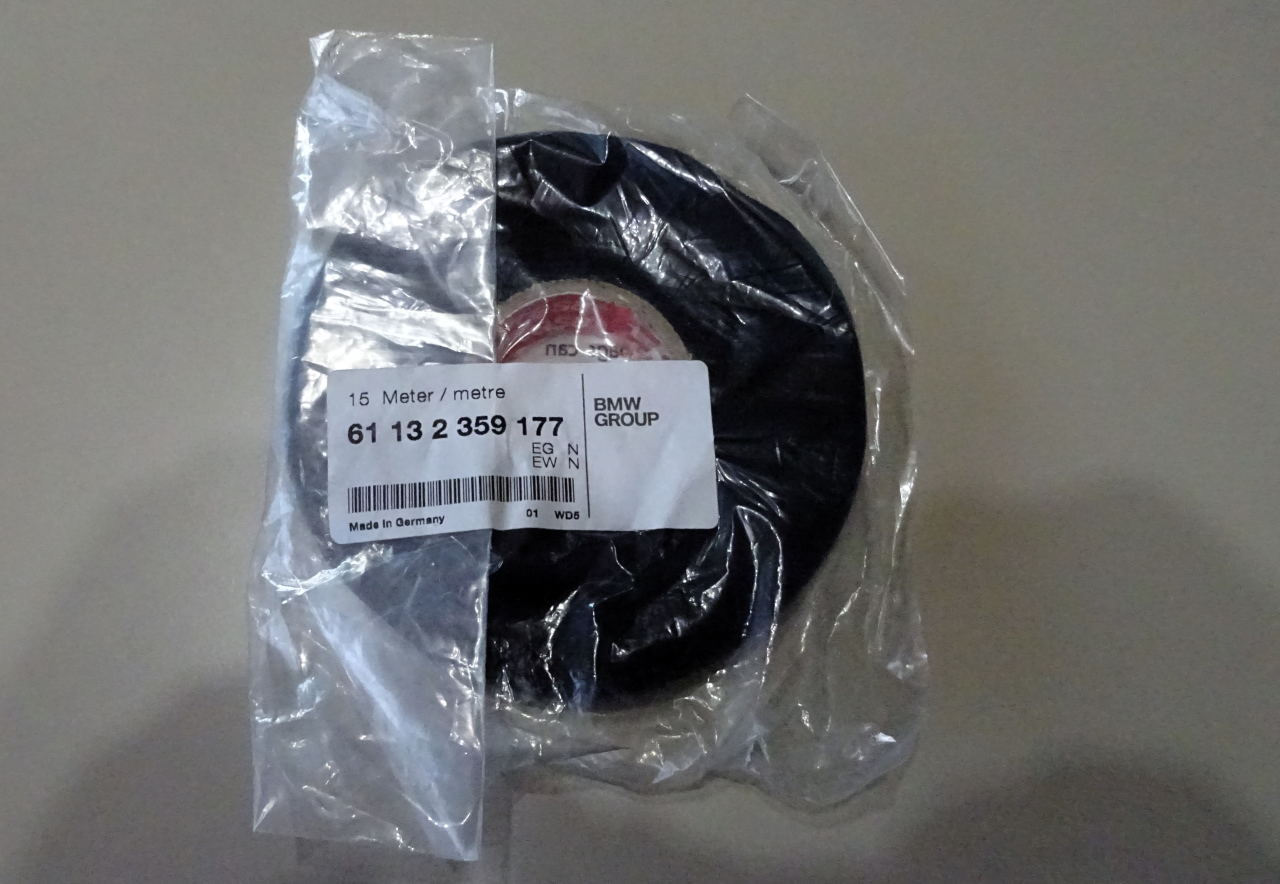 15 Meter / metre
61 13 2 359 177
EG N
EW N
Made In Germany
01 WD5
BMW
GROUP